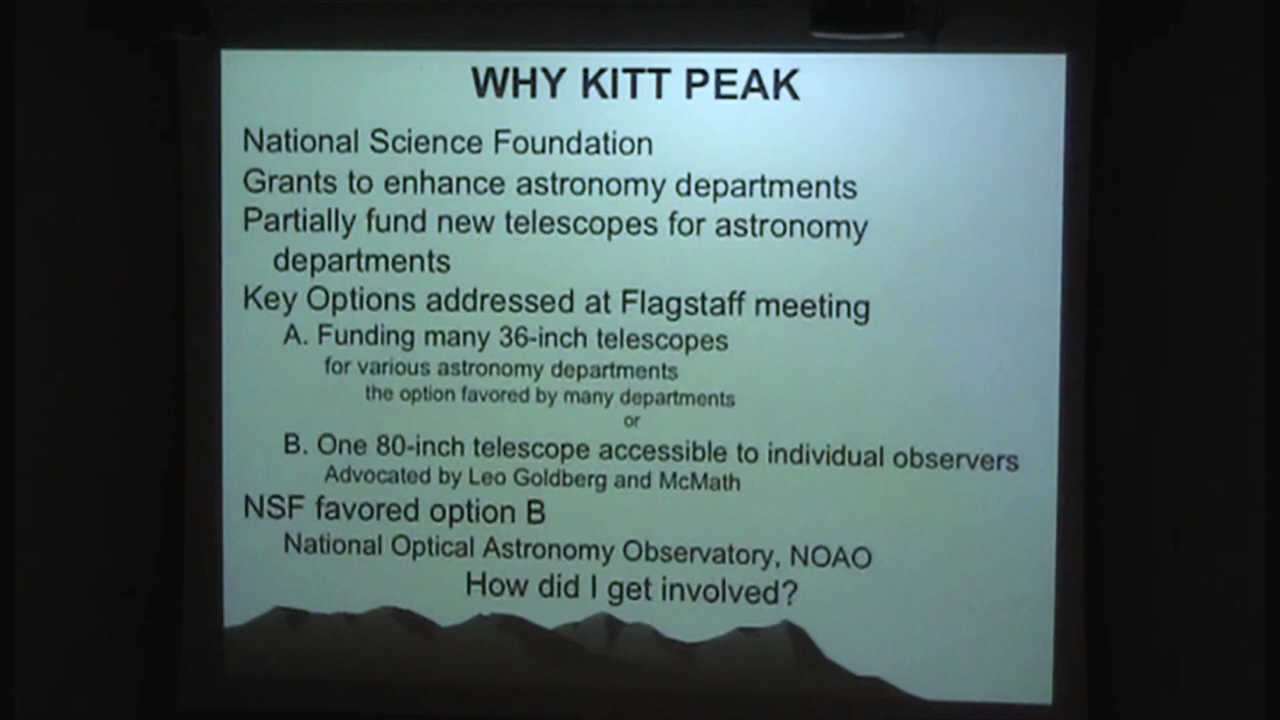 WHY KITT PEAK
National Science Foundation
Grants to enhance astronomy departments
Partially fund new telescopes for astronomy
departments
Key Options addressed at Flagstaff meeting
A. Funding many 36-inch telescopes
for various astronomy departments
the option favored by many departments
or
B. One 80-inch telescope accessible to individual observers
Advocated by Leo Goldberg and McMath
NSF favored option B
National Optical Astronomy Observatory, NOAO
How did I get involved?